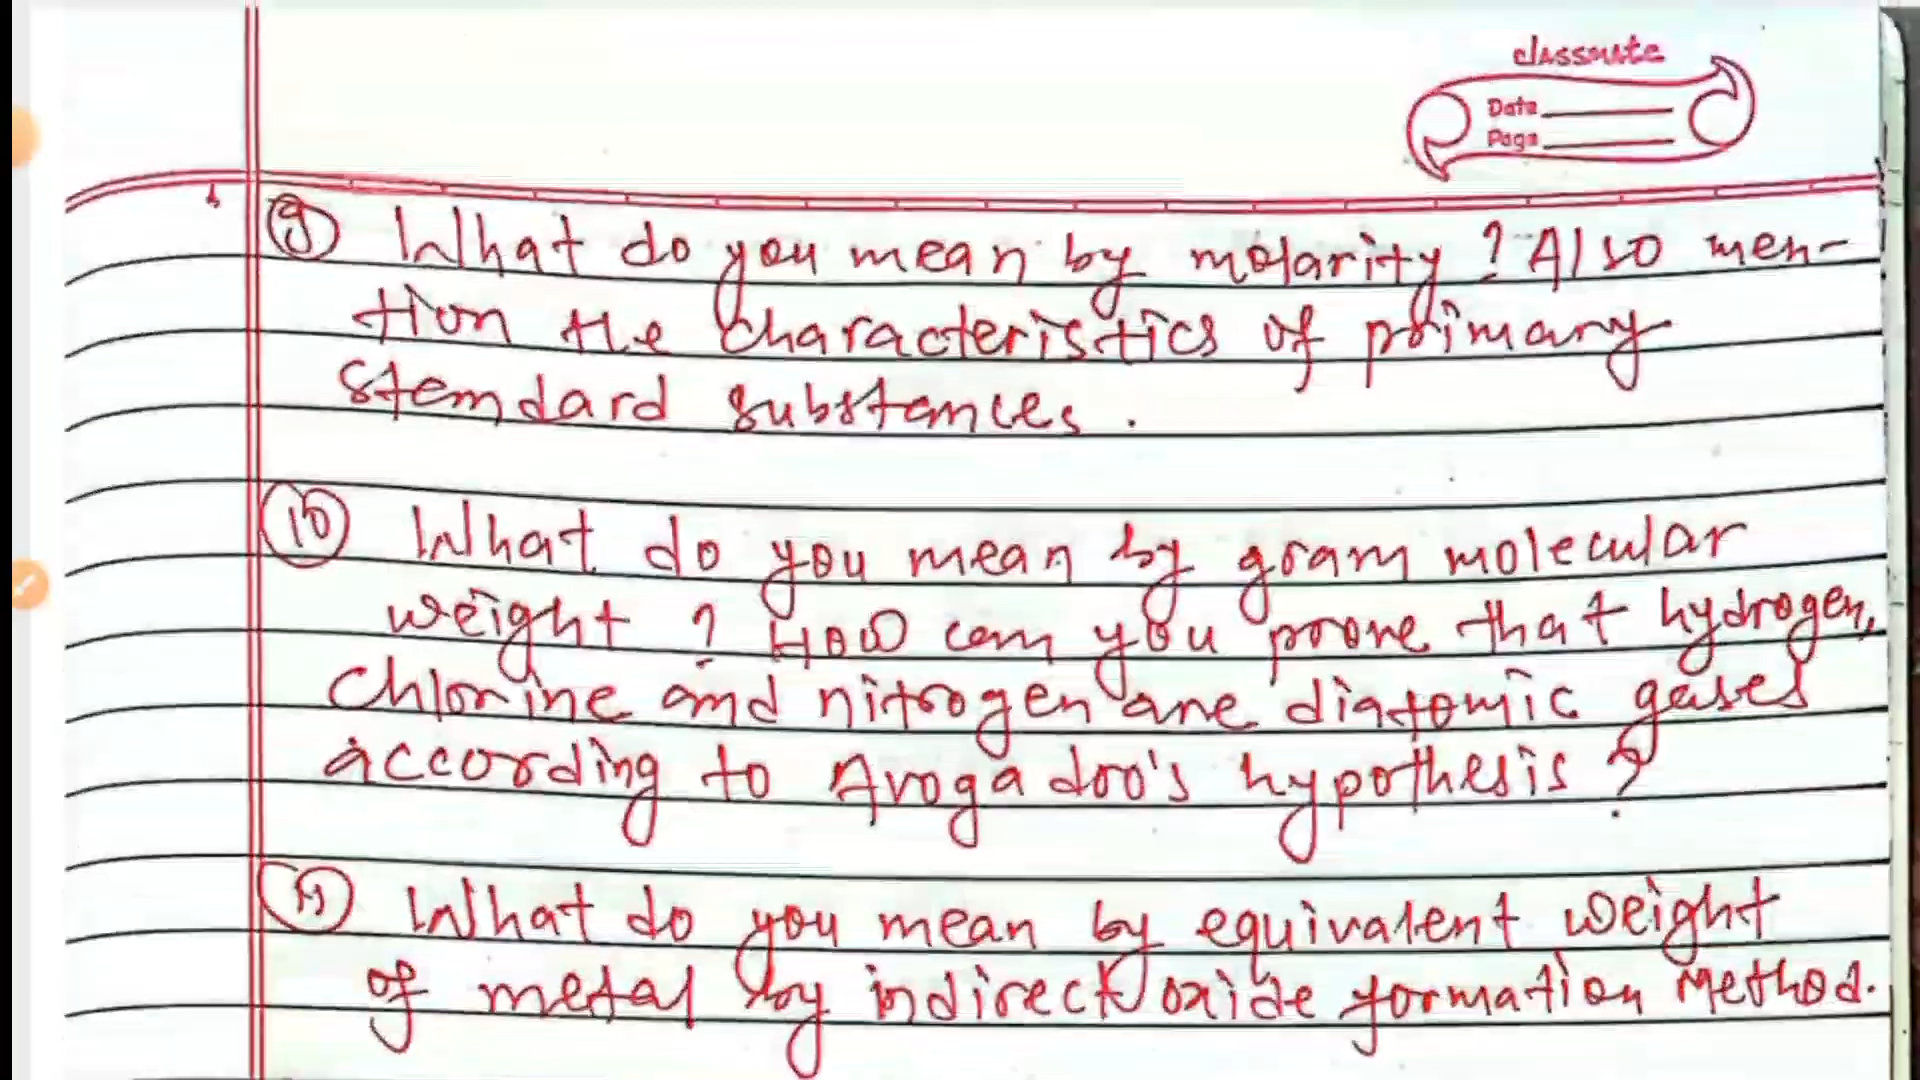 classmate
Date
Page
9 What do you mean by molarity? Also men-
tion the characteristics of primary
standard substances.
10 What do you mean by gram molecular
weight? How can you prove that hydrogen,
chlorine and nitrogen are diatomic gases
according to Avogadro's hypothesis?
11 What do you mean by equivalent weight
of metal by indirect oxide formation method.